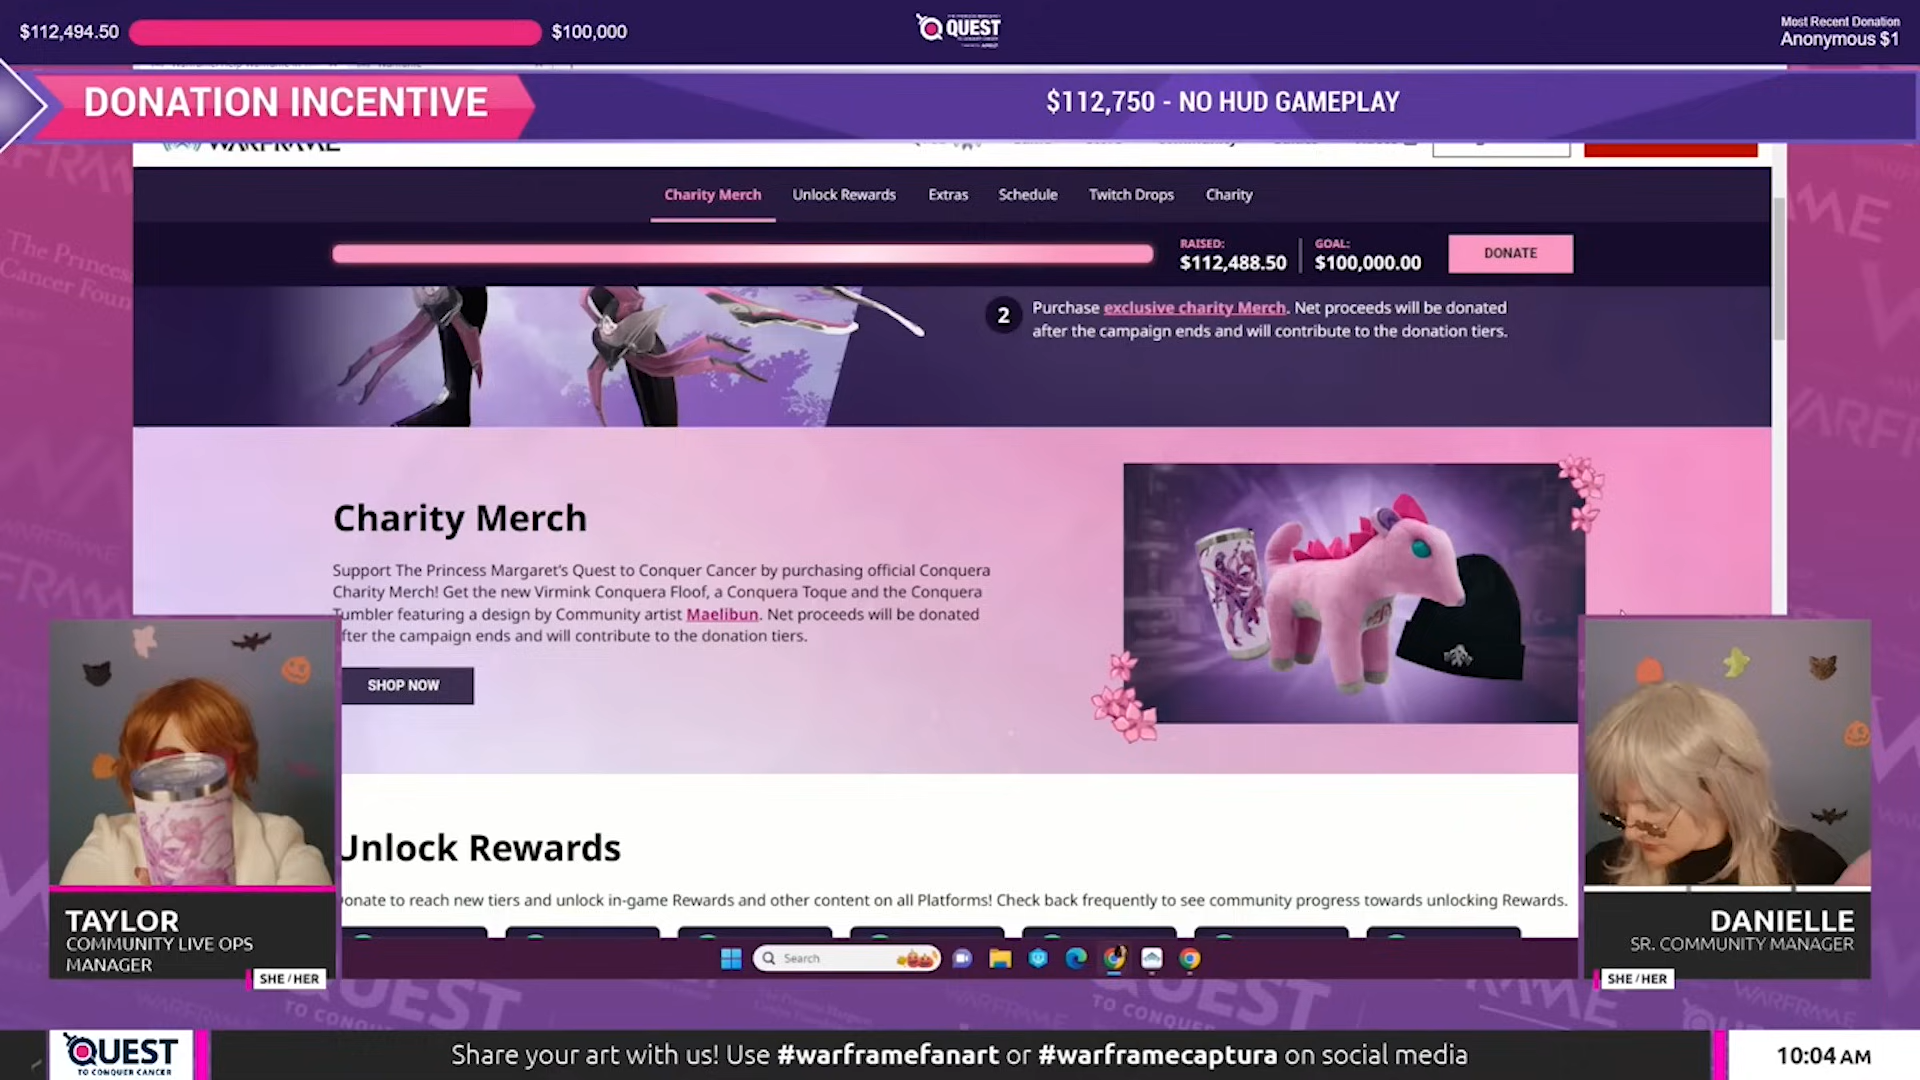 $112,494.50
$100,000
QUEST
Most Recent Donation
Anonymous $1
DONATION INCENTIVE
$112,750 - NO HUD GAMEPLAY
WARFRAME
Charity Merch
Unlock Rewards
Extras
Schedule
Twitch Drops
Charity
RAISED:
$112,488.50
GOAL:
$100,000.00
DONATE
2
Purchase exclusive charity Merch. Net proceeds will be donated
after the campaign ends and will contribute to the donation tiers.
Charity Merch
Support The Princess Margaret's Quest to Conquer Cancer by purchasing official Conquera
Charity Merch! Get the new Virmink Conquera Floof, a Conquera Toque and the Conquera
Tumbler featuring a design by Community artist Maelibun. Net proceeds will be donated
after the campaign ends and will contribute to the donation tiers.
SHOP NOW
Unlock Rewards
onate to reach new tiers and unlock in-game Rewards and other content on all Platforms! Check back frequently to see community progress towards unlocking Rewards.
Search
TAYLOR
COMMUNITY LIVE OPS
MANAGER
SHE/HER
DANIELLE
SR. COMMUNITY MANAGER
SHE/HER
QUEST
TO CONQUER CANCER
Share your art with us! Use #warframefanart or #warframecaptura on social media
10:04 AM